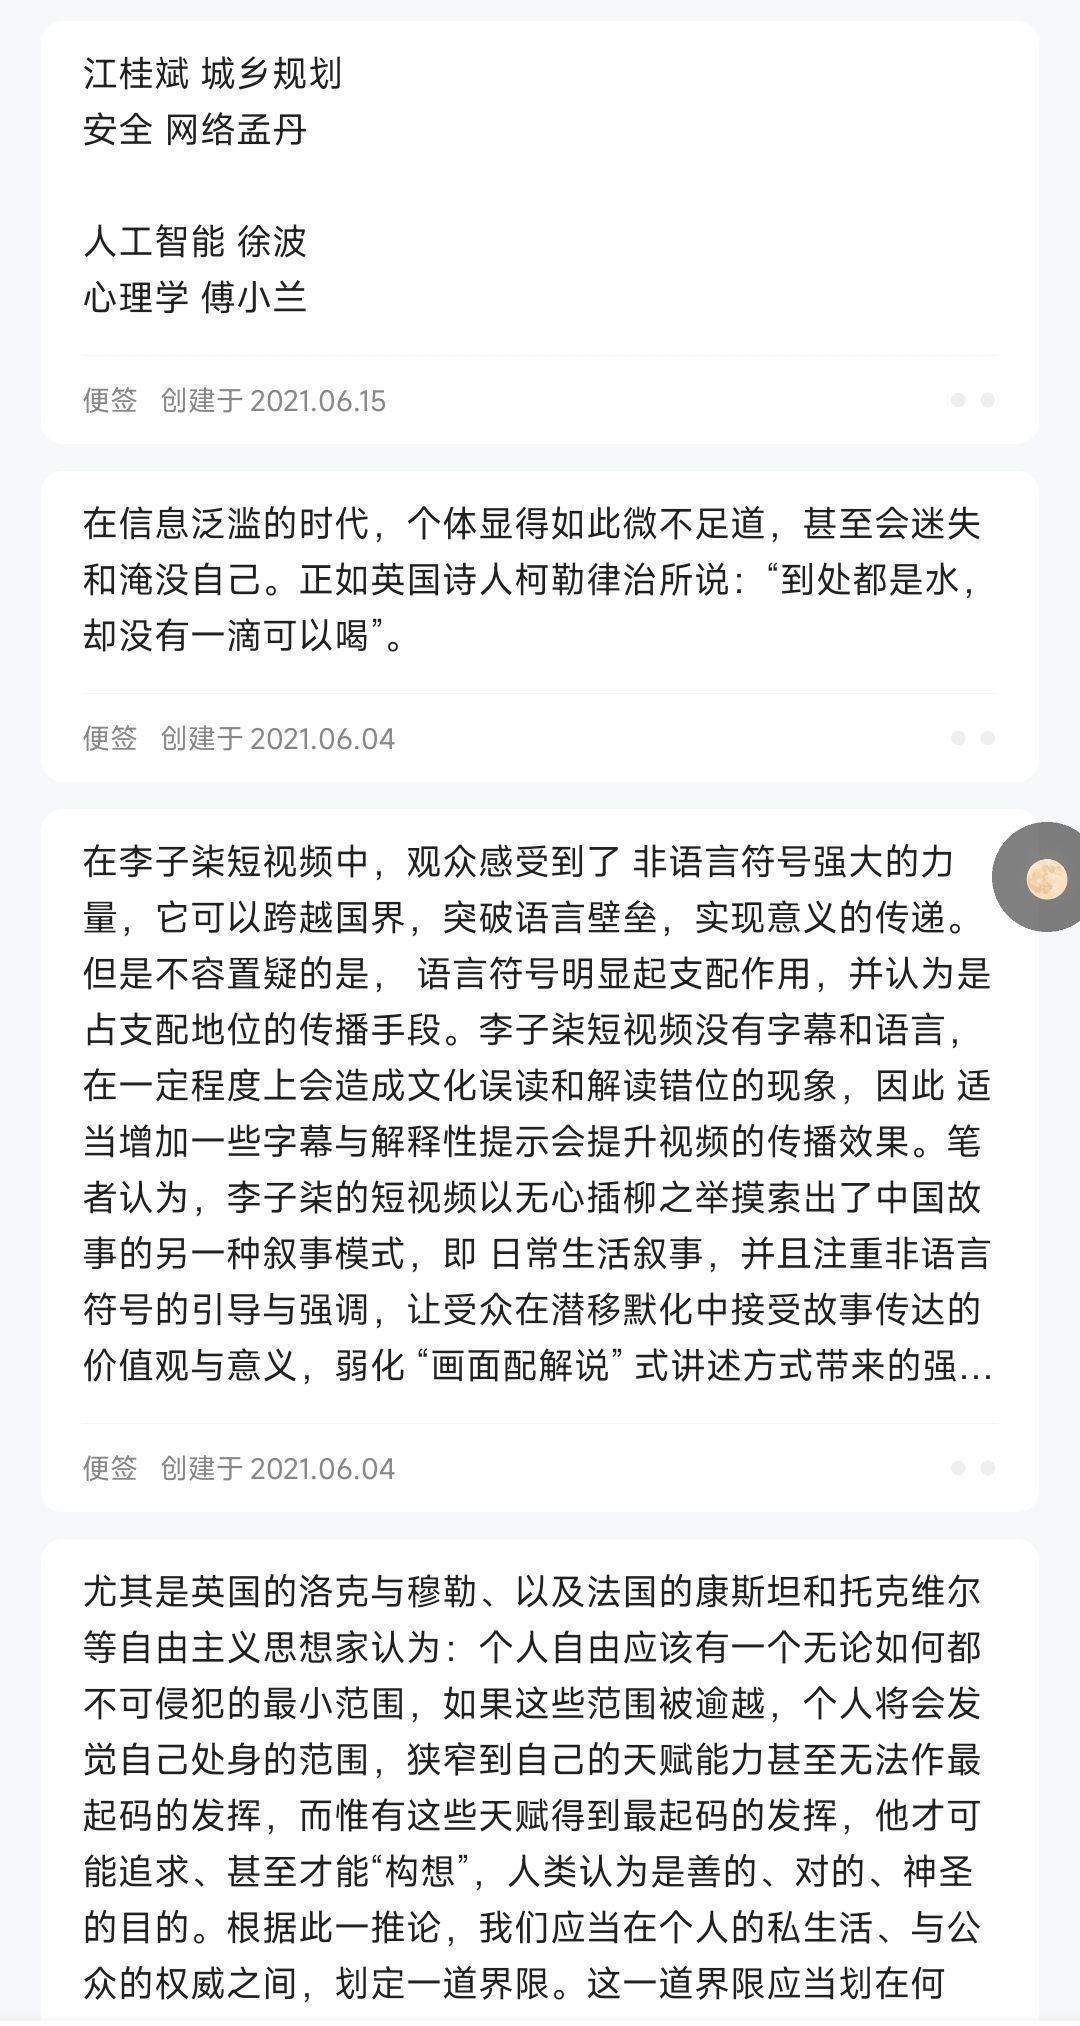 江桂斌 城乡规划
安全 网络孟丹
人工智能 徐波
心理学 傅小兰
便签 创建于 2021.06.15
在信息泛滥的时代，个体显得如此微不足道，甚至会迷失
和淹没自己。正如英国诗人柯勒律治所说：“到处都是水，
却没有一滴可以喝”。
便签 创建于 2021.06.04
在李子柒短视频中，观众感受到了 非语言符号强大的力
量，它可以跨越国界，突破语言壁垒，实现意义的传递。
但是不容置疑的是， 语言符号明显起支配作用，并认为是
占支配地位的传播手段。李子柒短视频没有字幕和语言，
在一定程度上会造成文化误读和解读错位的现象，因此 适
当增加一些字幕与解释性提示会提升视频的传播效果。笔
者认为，李子柒的短视频以无心插柳之举摸索出了中国故
事的另一种叙事模式，即 日常生活叙事，并且注重非语言
符号的引导与强调，让受众在潜移默化中接受故事传达的
价值观与意义，弱化 “画面配解说” 式讲述方式带来的强...
便签 创建于 2021.06.04
尤其是英国的洛克与穆勒、以及法国的康斯坦和托克维尔
等自由主义思想家认为：个人自由应该有一个无论如何都
不可侵犯的最小范围，如果这些范围被逾越，个人将会发
觉自己处身的范围，狭窄到自己的天赋能力甚至无法作最
起码的发挥，而惟有这些天赋得到最起码的发挥，他才可
能追求、甚至才能“构想”，人类认为是善的、对的、神圣
的目的。根据此一推论，我们应当在个人的私生活、与公
众的权威之间，划定一道界限。这一道界限应当划在何